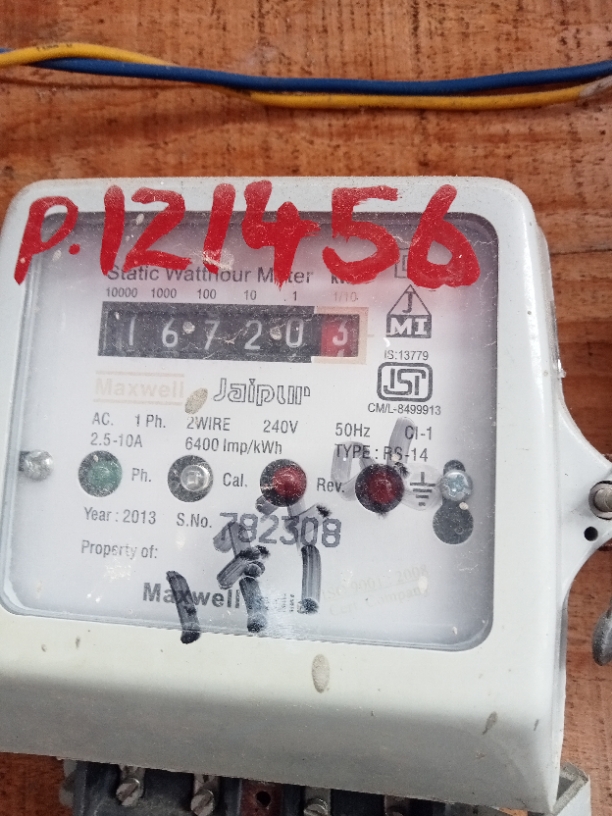 P.121456
Static Watthour Meter
10000 1000 100 10 1 1/10
1 6 7 2 0 3
JMI
IS:13779
ISI
CM/L-8499913
Maxwell Jaipur
AC. 1 Ph. 2WIRE 240V 50Hz Cl-1
2.5-10A 6400 Imp/kWh TYPE : RS-14
Ph. Cal. Rev.
Year : 2013 S.No. 782308
Property of:
Maxwell